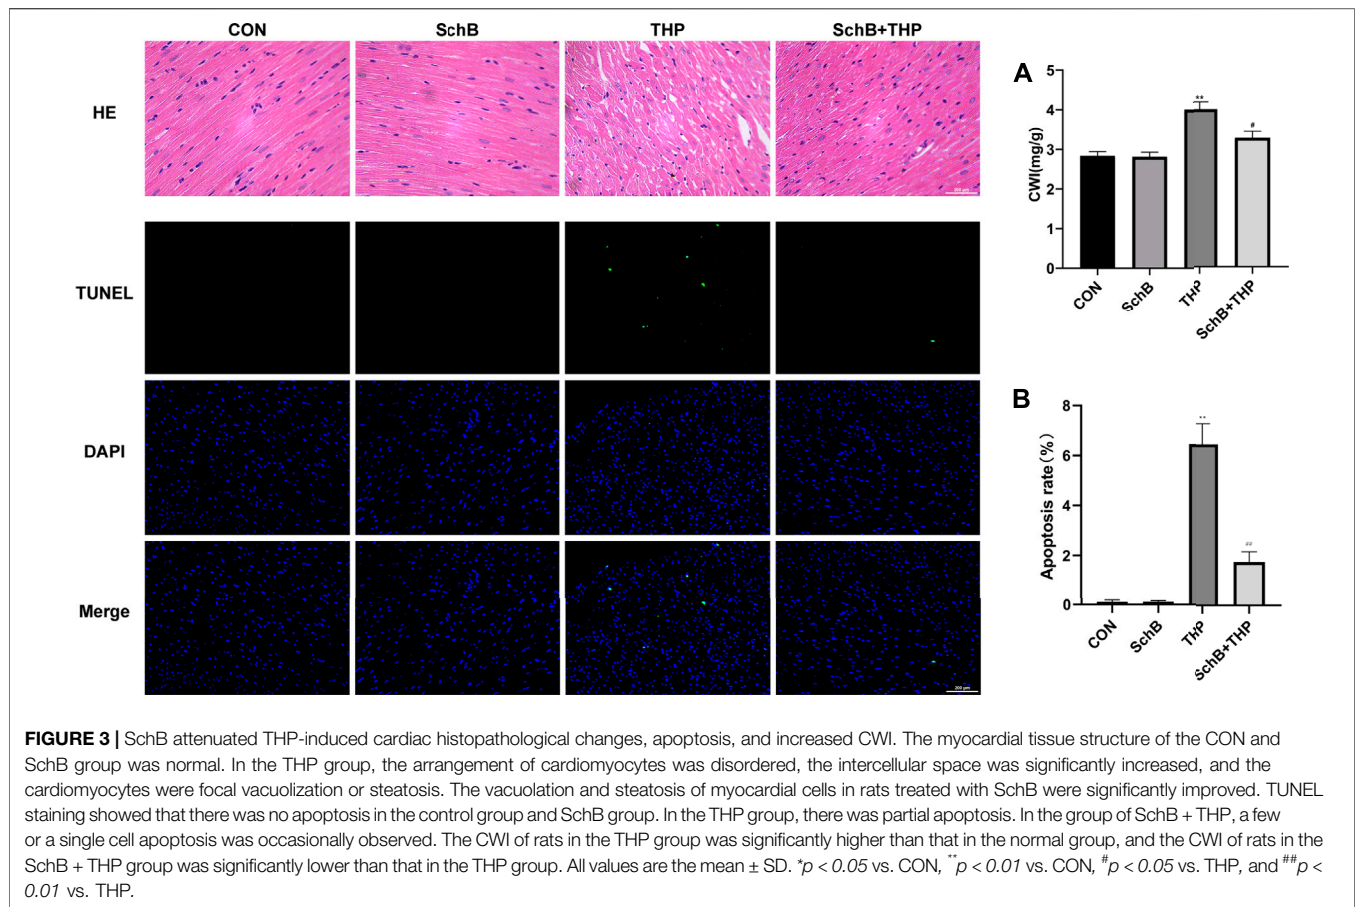 CON
SchB
THP
SchB+THP
HE
200 μm
TUNEL
DAPI
Merge
200 μm
A
5
4
3
2
1
0
CWI(mg/g)
**
#
CON
SchB
THP
SchB+THP
B
8
6
4
2
0
Apoptosis rate(%)
**
##
CON
SchB
THP
SchB+THP
FIGURE 3 | SchB attenuated THP-induced cardiac histopathological changes, apoptosis, and increased CWI. The myocardial tissue structure of the CON and
SchB group was normal. In the THP group, the arrangement of cardiomyocytes was disordered, the intercellular space was significantly increased, and the
cardiomyocytes were focal vacuolization or steatosis. The vacuolation and steatosis of myocardial cells in rats treated with SchB were significantly improved. TUNEL
staining showed that there was no apoptosis in the control group and SchB group. In the THP group, there was partial apoptosis. In the group of SchB + THP, a few
or a single cell apoptosis was occasionally observed. The CWI of rats in the THP group was significantly higher than that in the normal group, and the CWI of rats in the
SchB + THP group was significantly lower than that in the THP group. All values are the mean ± SD. *p < 0.05 vs. CON, **p < 0.01 vs. CON, #p < 0.05 vs. THP, and ##p <
0.01 vs. THP.